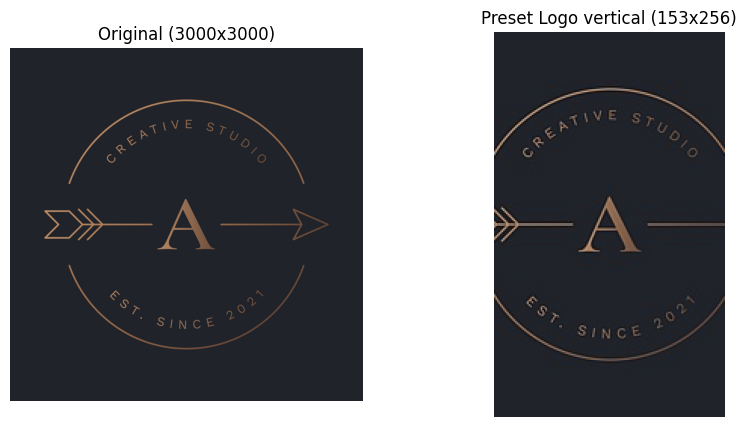 Original (3000x3000)
CREATIVE STUDIO
A
EST. SINCE 2021
Preset Logo vertical (153x256)
CREATIVE STUDIO
A
EST. SINCE 2021